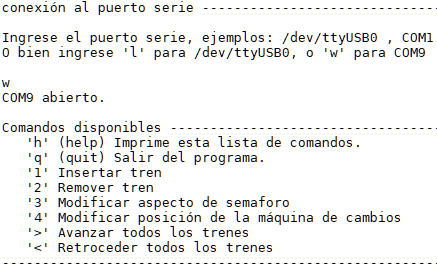 conexión al puerto serie ------------------------------
Ingrese el puerto serie, ejemplos: /dev/ttyUSB0 , COM1
O bien ingrese 'l' para /dev/ttyUSB0, o 'w' para COM9
w
COM9 abierto.
Comandos disponibles ----------------------------------
'h' (help) Imprime esta lista de comandos.
'q' (quit) Salir del programa.
'1' Insertar tren
'2' Remover tren
'3' Modificar aspecto de semaforo
'4' Modificar posición de la máquina de cambios
'>' Avanzar todos los trenes
'<' Retroceder todos los trenes
-------------------------------------------------------